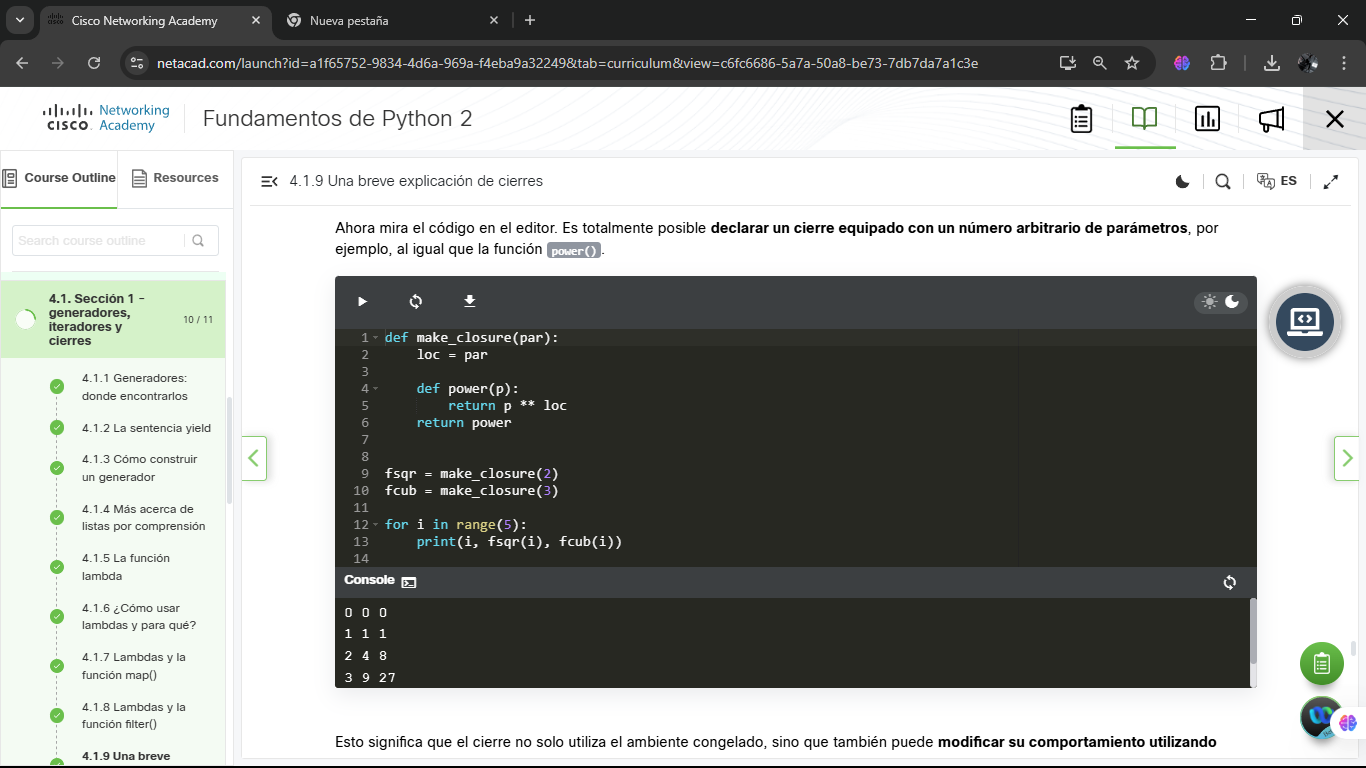 Cisco Networking Academy
Nueva pestaña
netacad.com/launch?id=a1f65752-9834-4d6a-969a-f4eba9a32249&tab=curriculum&view=c6fc6686-5a7a-50a8-be73-7db7da7a1c3e
CISCO Networking Academy
Fundamentos de Python 2
Course Outline
Resources
Search course outline
4.1. Sección 1 - generadores, iteradores y cierres
10 / 11
4.1.1 Generadores: donde encontrarlos
4.1.2 La sentencia yield
4.1.3 Cómo construir un generador
4.1.4 Más acerca de listas por comprensión
4.1.5 La función lambda
4.1.6 ¿Cómo usar lambdas y para qué?
4.1.7 Lambdas y la función map()
4.1.8 Lambdas y la función filter()
4.1.9 Una breve
4.1.9 Una breve explicación de cierres
ES
Ahora mira el código en el editor. Es totalmente posible declarar un cierre equipado con un número arbitrario de parámetros, por
ejemplo, al igual que la función power().
1 def make_closure(par):
2     loc = par
3
4     def power(p):
5         return p ** loc
6     return power
7
8
9 fsqr = make_closure(2)
10 fcub = make_closure(3)
11
12 for i in range(5):
13     print(i, fsqr(i), fcub(i))
14
Console
0 0 0
1 1 1
2 4 8
3 9 27
Esto significa que el cierre no solo utiliza el ambiente congelado, sino que también puede modificar su comportamiento utilizando